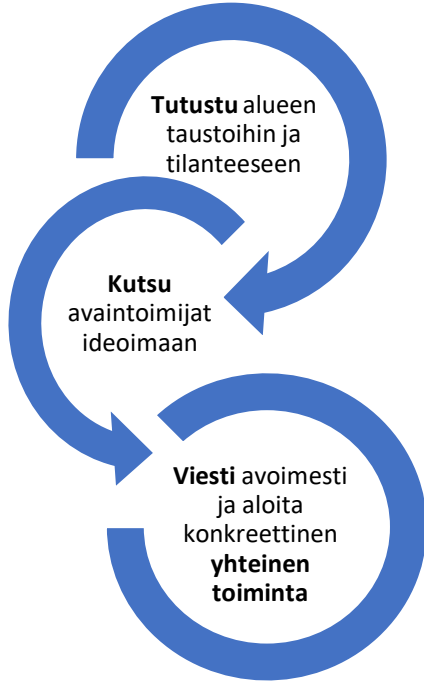 Tutustu alueen
taustoihin ja
tilanteeseen
Kutsu
avaintoimijat
ideoimaan
Viesti avoimesti
ja aloita
konkreettinen
yhteinen
toiminta